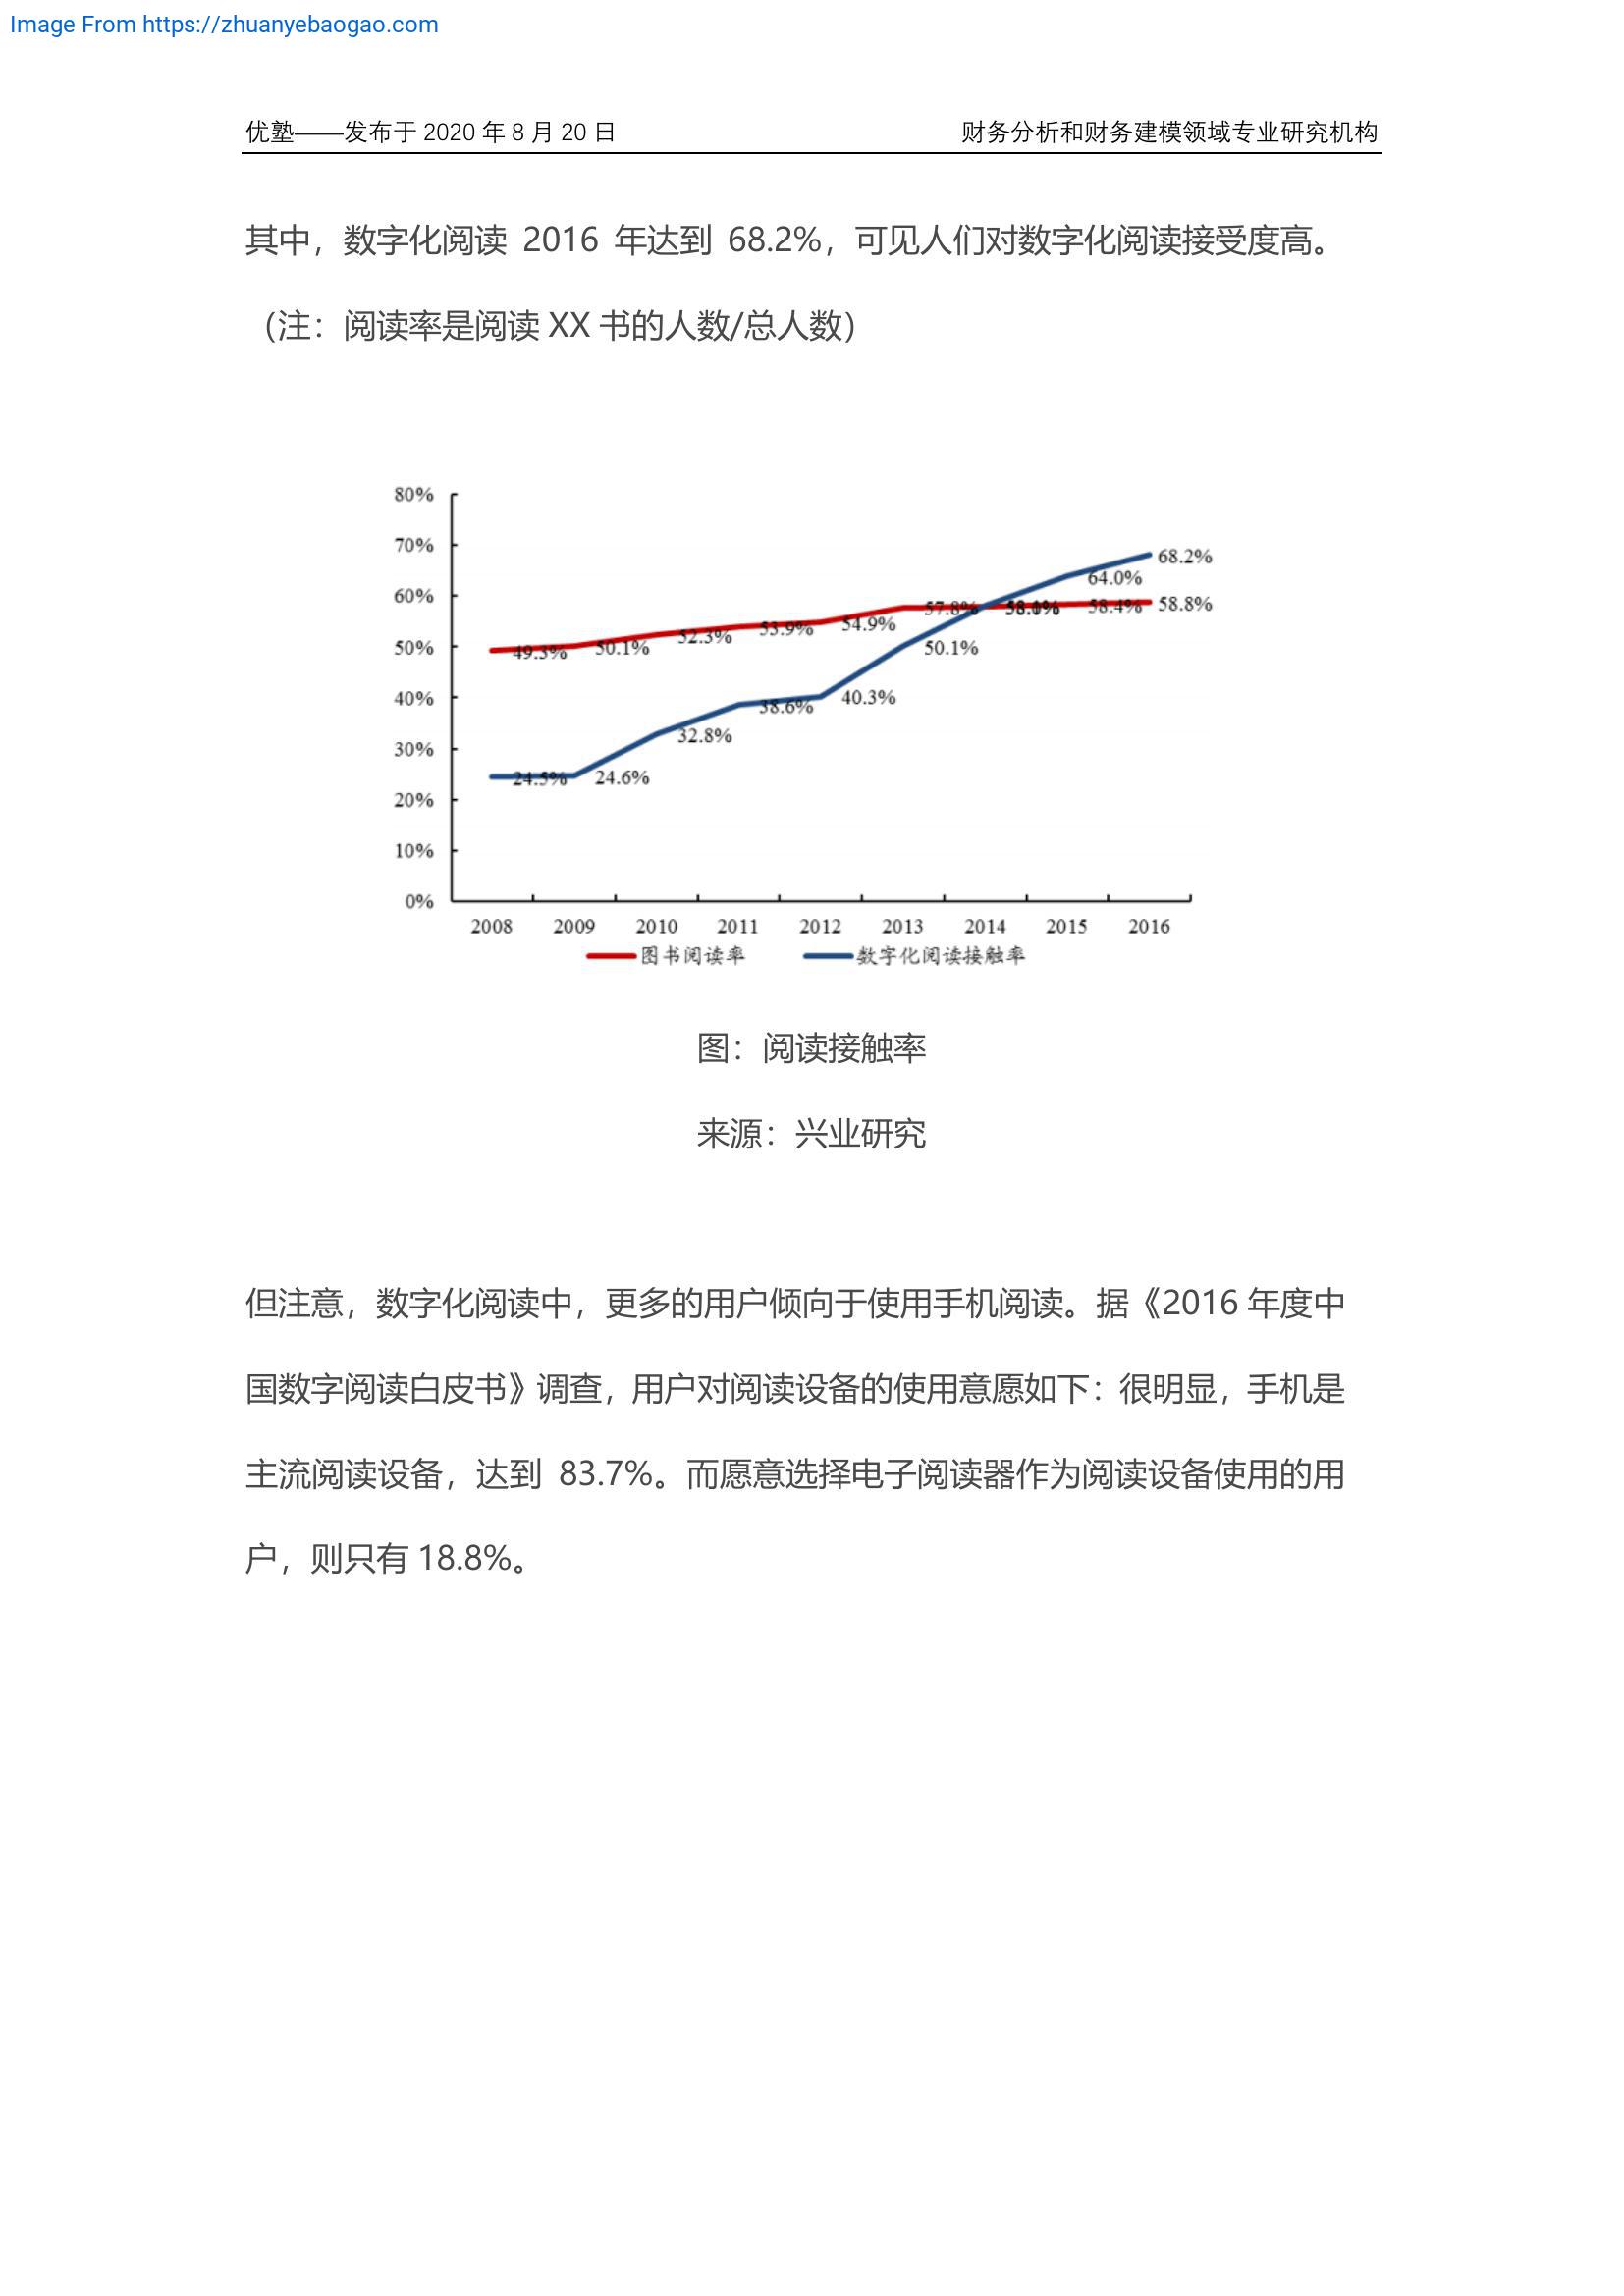 Image From https://zhuanyebaogao.com
优塾——发布于 2020 年 8 月 20 日 财务分析和财务建模领域专业研究机构
其中，数字化阅读 2016 年达到 68.2%，可见人们对数字化阅读接受度高。
（注：阅读率是阅读 XX 书的人数/总人数）
80%
70%
60%
50%
40%
30%
20%
10%
0%
49.3% 50.1% 52.3% 53.9% 54.9% 57.8% 58.4% 58.8%
24.5% 24.6% 32.8% 38.6% 40.3% 50.1% 64.0% 68.2%
2008 2009 2010 2011 2012 2013 2014 2015 2016
图书阅读率 数字化阅读接触率
图：阅读接触率
来源：兴业研究
但注意，数字化阅读中，更多的用户倾向于使用手机阅读。据《2016 年度中
国数字阅读白皮书》调查，用户对阅读设备的使用意愿如下：很明显，手机是
主流阅读设备，达到 83.7%。而愿意选择电子阅读器作为阅读设备使用的用
户，则只有 18.8%。